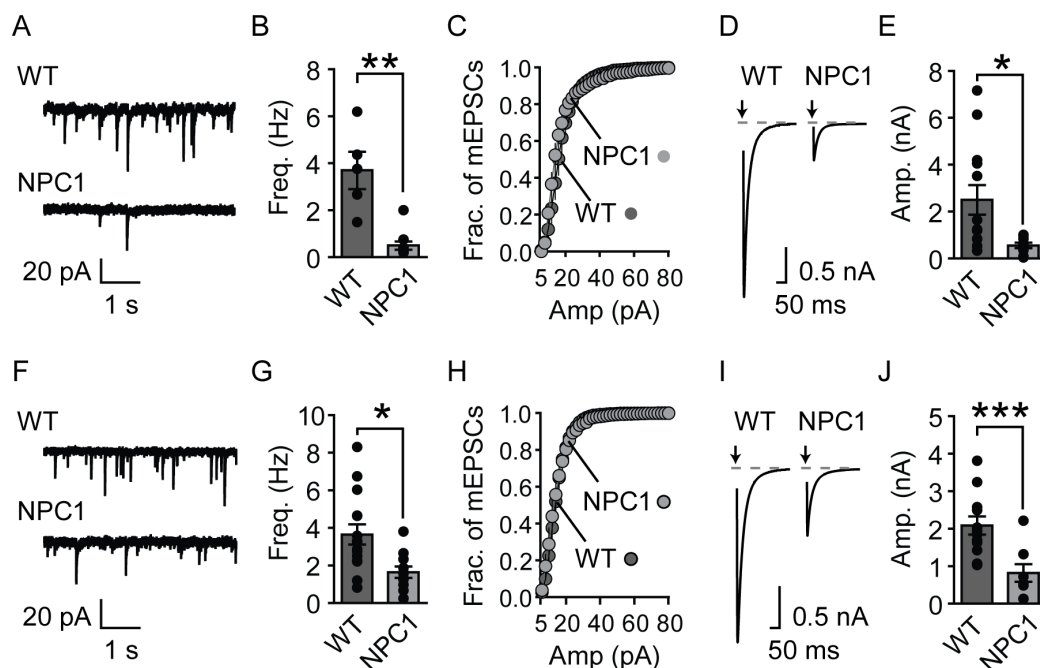 A
WT
NPC1
20 pA
1 s
B
**
Freq. (Hz)
8
6
4
2
0
WT
NPC1
C
Frac. of mEPSCs
1.0
0.8
0.6
0.4
0.2
0.0
NPC1
WT
5 20 40 60 80
Amp (pA)
D
WT NPC1
0.5 nA
50 ms
E
*
Amp. (nA)
8
6
4
2
0
WT
NPC1
F
WT
NPC1
20 pA
1 s
G
*
Freq. (Hz)
10
8
6
4
2
0
WT
NPC1
H
Frac. of mEPSCs
1.0
0.8
0.6
0.4
0.2
0.0
NPC1
WT
5 20 40 60 80
Amp (pA)
I
WT NPC1
0.5 nA
50 ms
J
***
Amp. (nA)
5
4
3
2
1
0
WT
NPC1